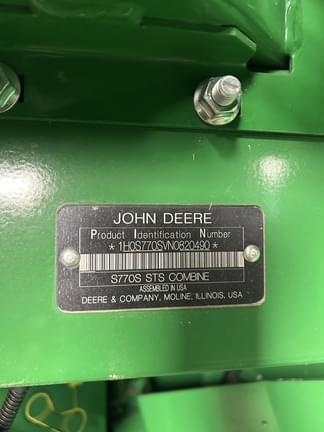 JOHN DEERE
Product Identification Number
*1H0S770SVN0820490*
S770S STS COMBINE
ASSEMBLED IN USA
DEERE & COMPANY, MOLINE, ILLINOIS, USA